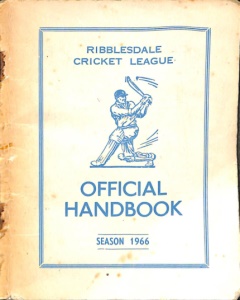 RIBBLESDALE
CRICKET LEAGUE
OFFICIAL
HANDBOOK
SEASON 1966